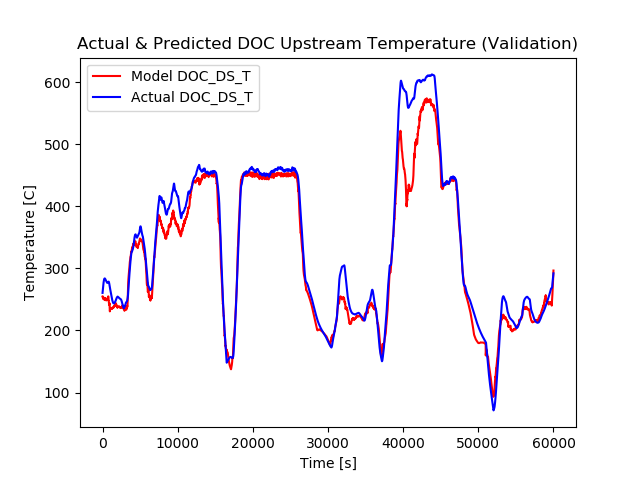 Actual & Predicted DOC Upstream Temperature (Validation)
Model DOC_DS_T
Actual DOC_DS_T
Temperature [C]
600
500
400
300
200
100
0
10000
20000
30000
40000
50000
60000
Time [s]